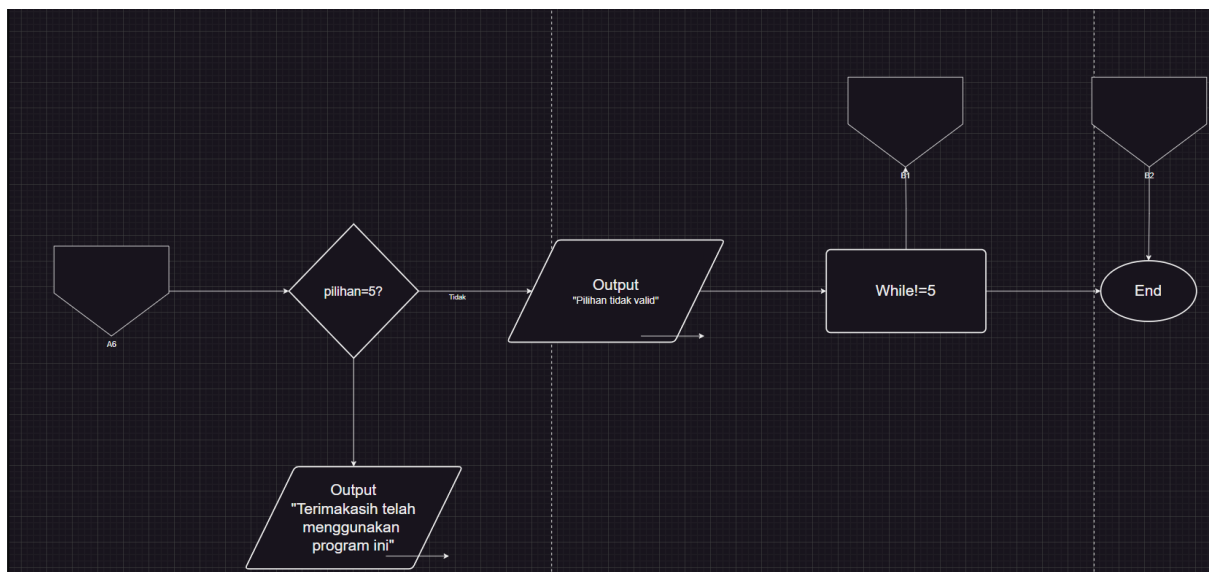 B1
B2
A6
pilihan=5?
Tidak
Output
"Pilihan tidak valid"
While!=5
End
Output
"Terimakasih telah
menggunakan
program ini"